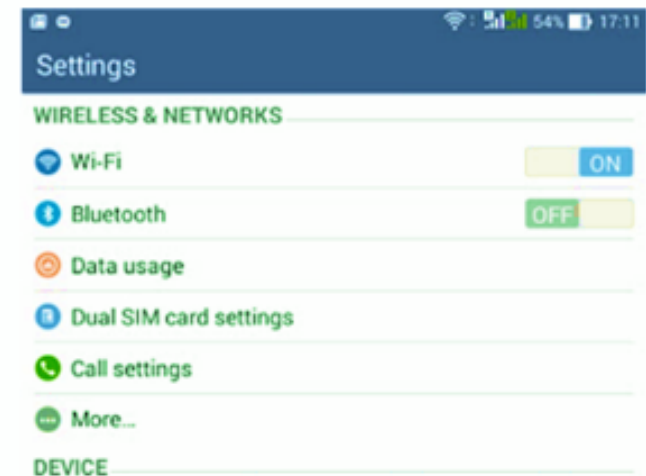 54% 17:11
Settings
WIRELESS & NETWORKS
Wi-Fi ON
Bluetooth OFF
Data usage
Dual SIM card settings
Call settings
More...
DEVICE